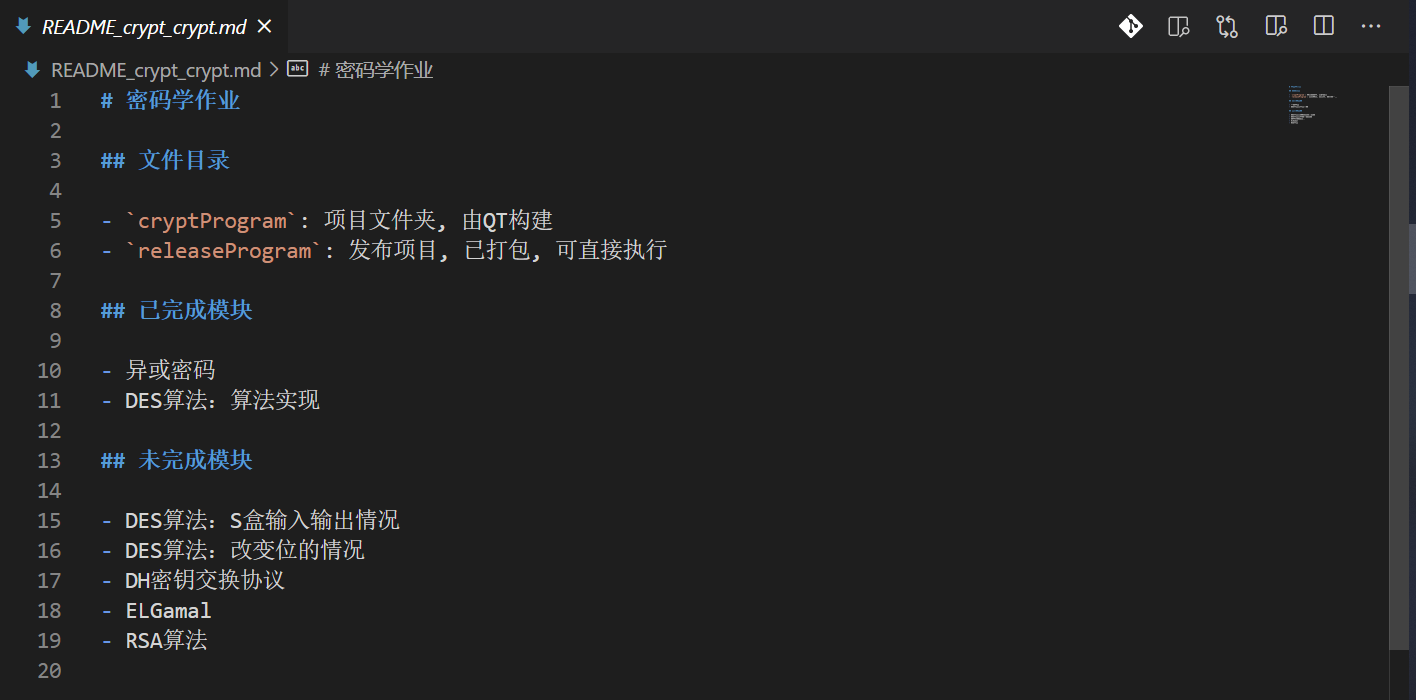 README_crypt_crypt.md
README_crypt_crypt.md > abc # 密码学作业
1 # 密码学作业
2
3 ## 文件目录
4
5 - `cryptProgram`: 项目文件夹, 由QT构建
6 - `releaseProgram`: 发布项目, 已打包, 可直接执行
7
8 ## 已完成模块
9
10 - 异或密码
11 - DES算法：算法实现
12
13 ## 未完成模块
14
15 - DES算法：S盒输入输出情况
16 - DES算法：改变位的情况
17 - DH密钥交换协议
18 - ELGamal
19 - RSA算法
20